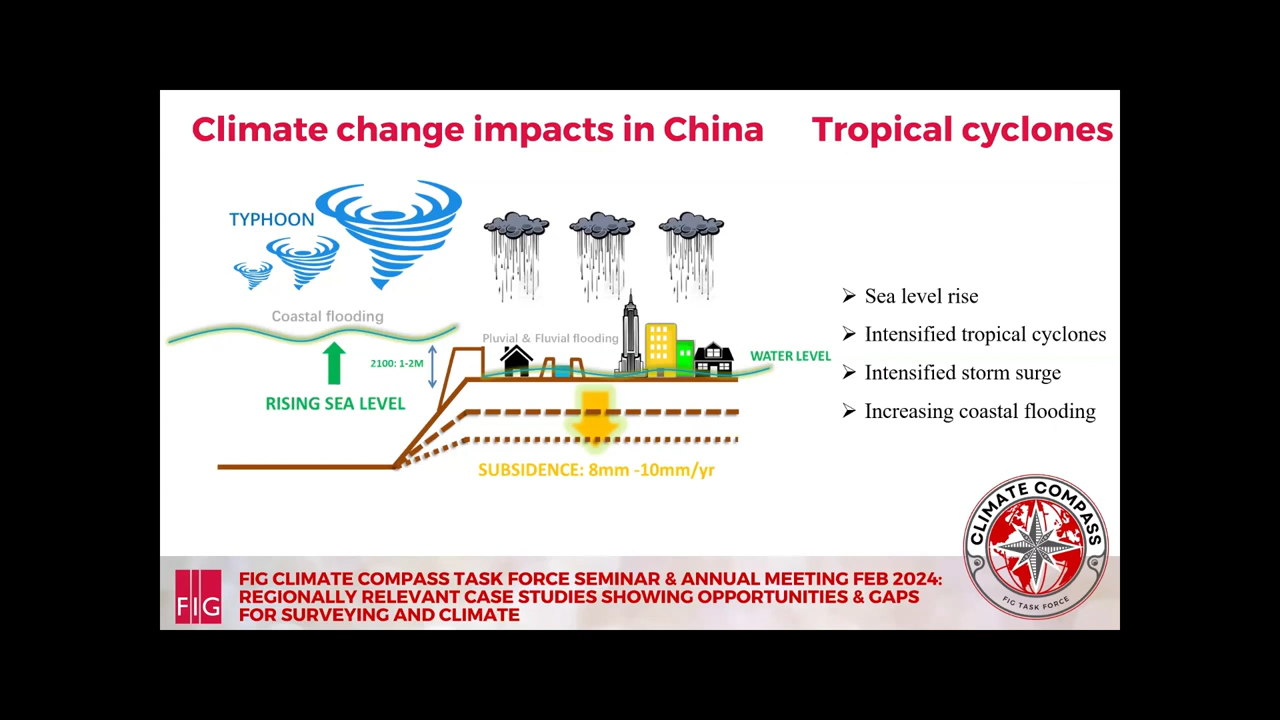 Climate change impacts in China
Tropical cyclones
TYPHOON
Coastal flooding
Pluvial & Fluvial flooding
2100: 1-2M
WATER LEVEL
RISING SEA LEVEL
SUBSIDENCE: 8mm -10mm/yr
➢ Sea level rise
➢ Intensified tropical cyclones
➢ Intensified storm surge
➢ Increasing coastal flooding
CLIMATE COMPASS
FIG TASK FORCE
FIG
FIG CLIMATE COMPASS TASK FORCE SEMINAR & ANNUAL MEETING FEB 2024:
REGIONALLY RELEVANT CASE STUDIES SHOWING OPPORTUNITIES & GAPS
FOR SURVEYING AND CLIMATE